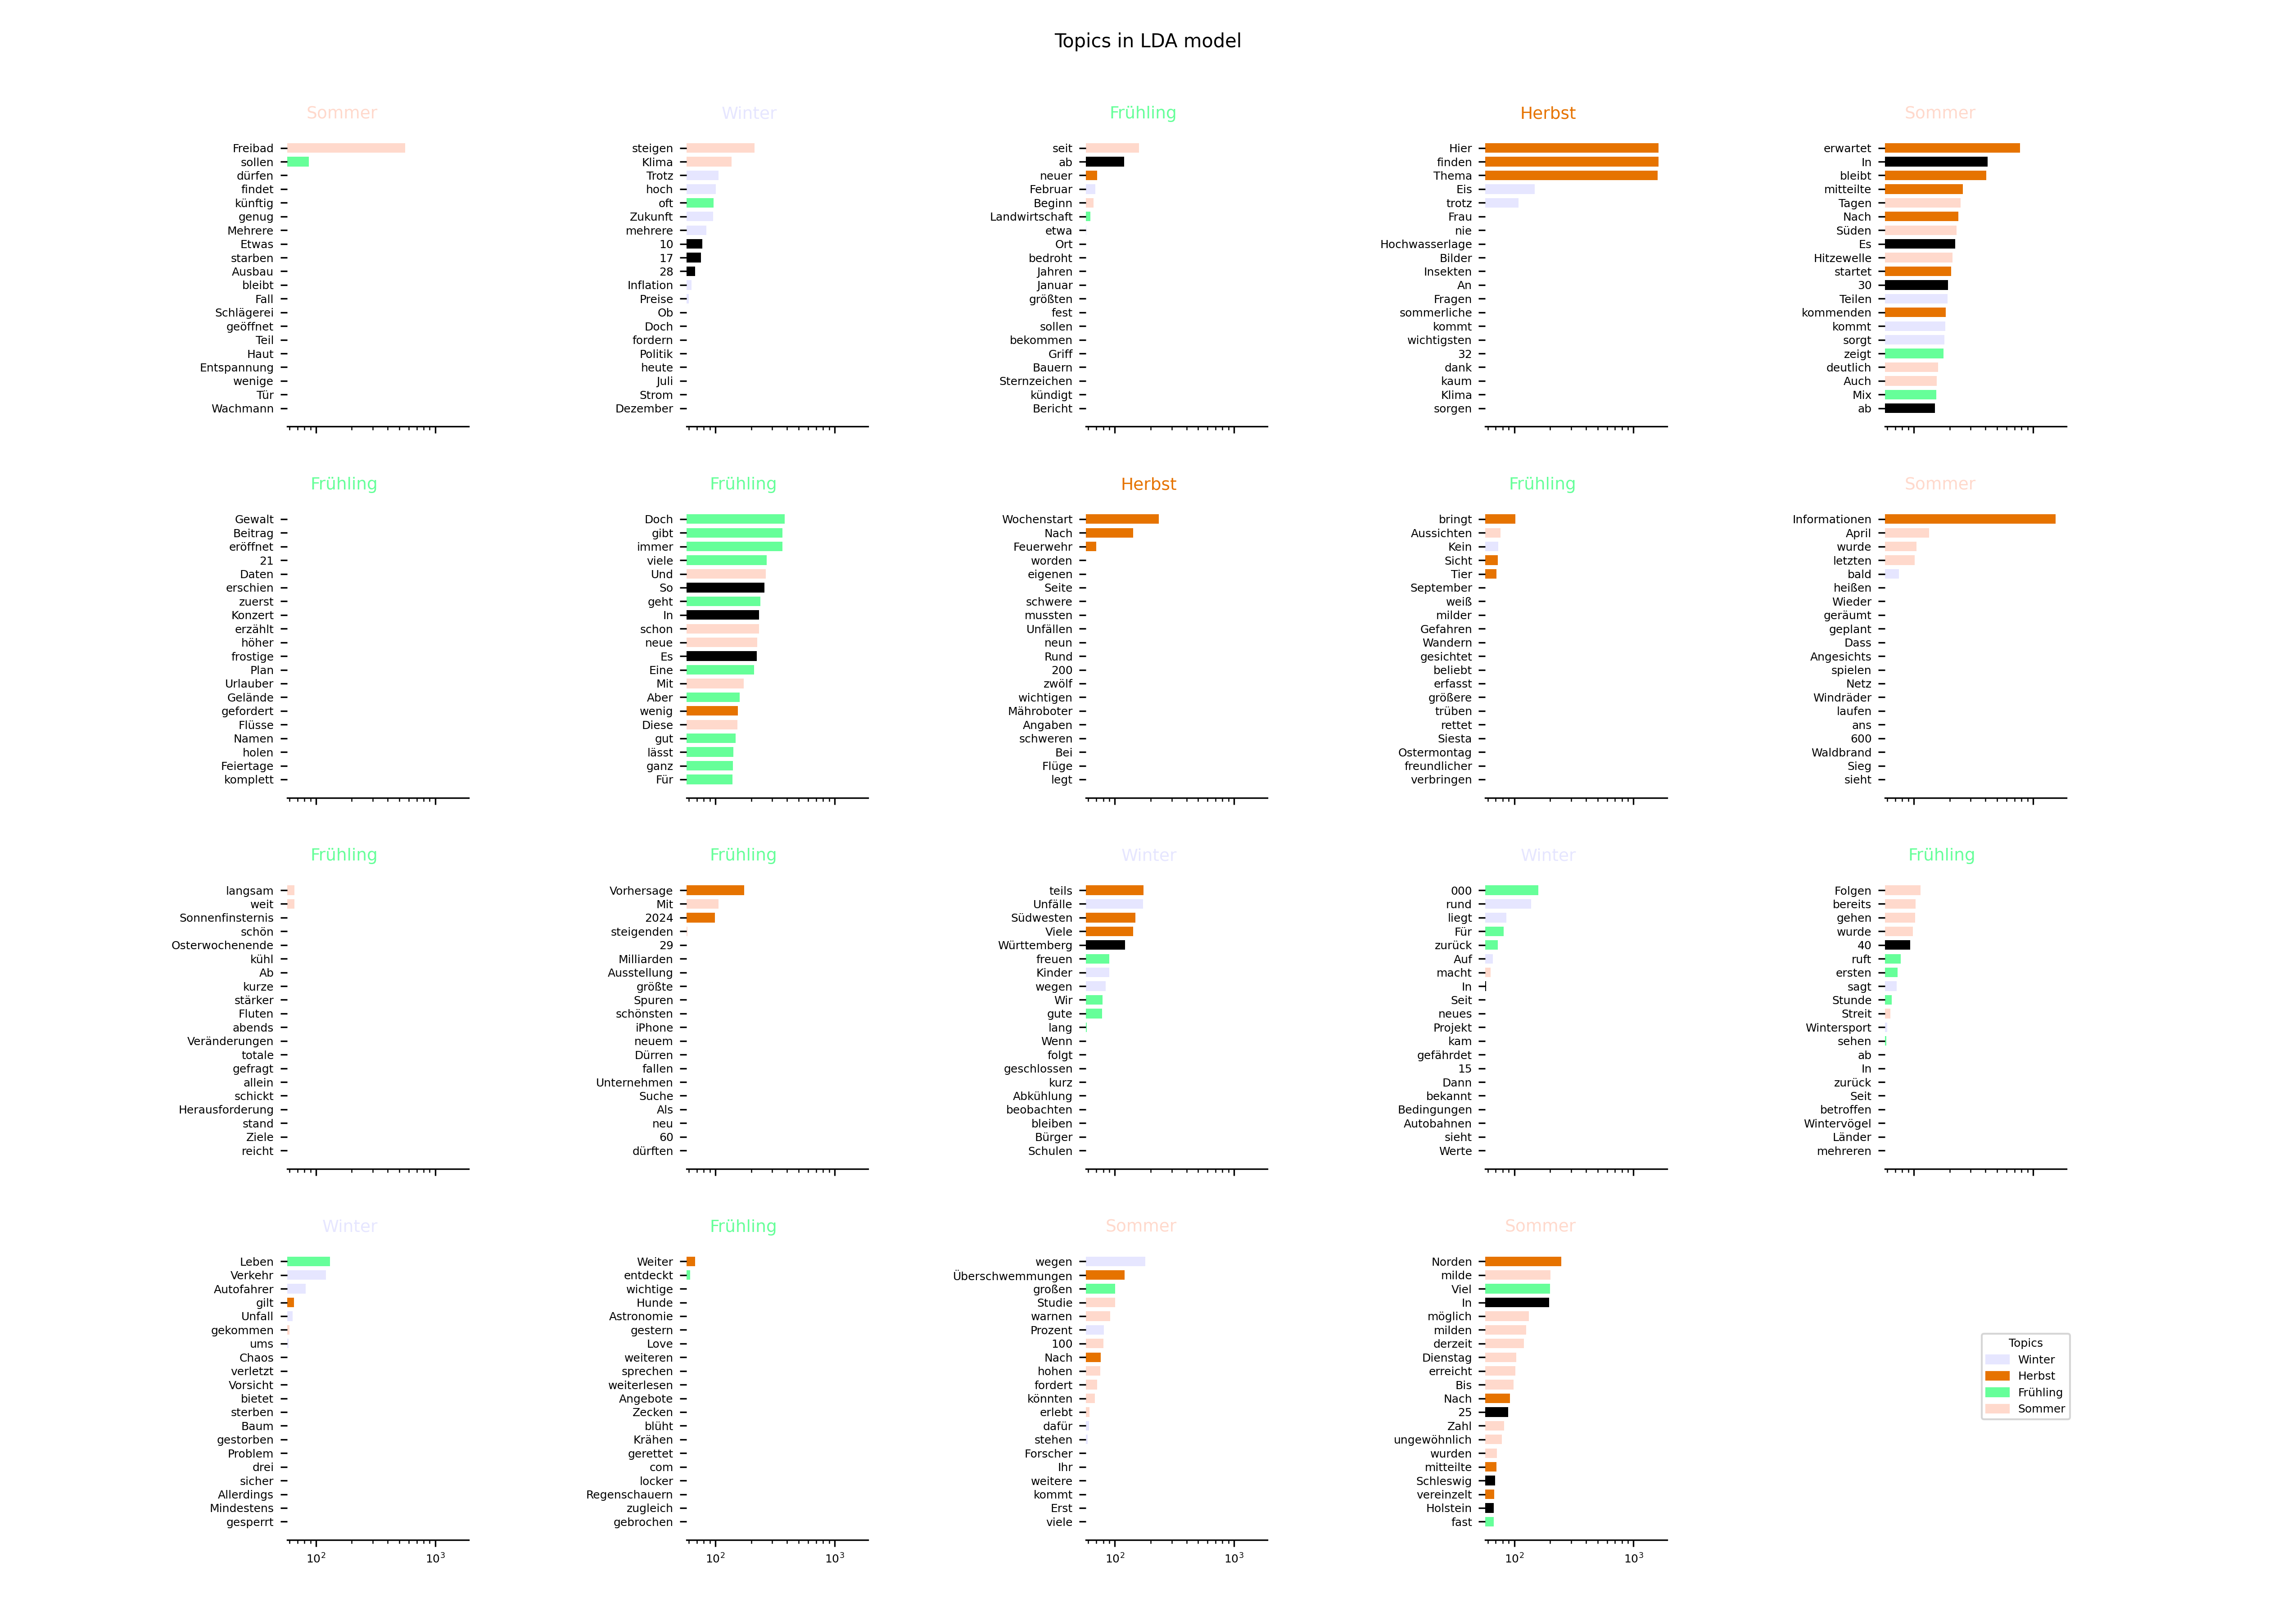 Topics in LDA model
Sommer
Freibad
sollen
dürfen
findet
künftig
genug
Mehrere
Etwas
starben
Ausbau
bleibt
Fall
Schlägerei
geöffnet
Teil
Haut
Entspannung
wenige
Tür
Wachmann
Winter
steigen
Klima
Trotz
hoch
oft
Zukunft
mehrere
10
17
28
Inflation
Preise
Ob
Doch
fordern
Politik
heute
Juli
Strom
Dezember
Frühling
seit
ab
neuer
Februar
Beginn
Landwirtschaft
etwa
Ort
bedroht
Jahren
Januar
größten
fest
sollen
bekommen
Griff
Bauern
Sternzeichen
kündigt
Bericht
Herbst
Hier
finden
Thema
Eis
trotz
Frau
nie
Hochwasserlage
Bilder
Insekten
An
Fragen
sommerliche
kommt
wichtigsten
32
dank
kaum
Klima
sorgen
Sommer
erwartet
In
bleibt
mitteilte
Tagen
Nach
Süden
Es
Hitzewelle
startet
30
Teilen
kommenden
kommt
sorgt
zeigt
deutlich
Auch
Mix
ab
Frühling
Gewalt
Beitrag
eröffnet
21
Daten
erschien
zuerst
Konzert
erzählt
höher
frostige
Plan
Urlauber
Gelände
gefordert
Flüsse
Namen
holen
Feiertage
komplett
Frühling
Doch
gibt
immer
viele
Und
So
geht
In
schon
neue
Es
Eine
Mit
Aber
wenig
Diese
gut
lässt
ganz
Für
Herbst
Wochenstart
Nach
Feuerwehr
worden
eigenen
Seite
schwere
mussten
Unfällen
neun
Rund
200
zwölf
wichtigen
Mähroboter
Angaben
schweren
Bei
Flüge
legt
Frühling
bringt
Aussichten
Kein
Sicht
Tier
September
weiß
milder
Gefahren
Wandern
gesichtet
beliebt
erfasst
größere
trüben
rettet
Siesta
Ostermontag
freundlicher
verbringen
Sommer
Informationen
April
wurde
letzten
bald
heißen
Wieder
geräumt
geplant
Dass
Angesichts
spielen
Netz
Windräder
laufen
ans
600
Waldbrand
Sieg
sieht
Frühling
langsam
weit
Sonnenfinsternis
schön
Osterwochenende
kühl
Ab
kurze
stärker
Fluten
abends
Veränderungen
totale
gefragt
allein
schickt
Herausforderung
stand
Ziele
reicht
Frühling
Vorhersage
Mit
2024
steigenden
29
Milliarden
Ausstellung
größte
Spuren
schönsten
iPhone
neuem
Dürren
fallen
Unternehmen
Suche
Als
neu
60
dürften
Winter
teils
Unfälle
Südwesten
Viele
Württemberg
freuen
Kinder
wegen
Wir
gute
lang
Wenn
folgt
geschlossen
kurz
Abkühlung
beobachten
bleiben
Bürger
Schulen
Winter
000
rund
liegt
Für
zurück
Auf
macht
In
Seit
neues
Projekt
kam
gefährdet
15
Dann
bekannt
Bedingungen
Autobahnen
sieht
Werte
Frühling
Folgen
bereits
gehen
wurde
40
ruft
ersten
sagt
Stunde
Streit
Wintersport
sehen
ab
In
zurück
Seit
betroffen
Wintervögel
Länder
mehreren
Winter
Leben
Verkehr
Autofahrer
gilt
Unfall
gekommen
ums
Chaos
verletzt
Vorsicht
bietet
sterben
Baum
gestorben
Problem
drei
sicher
Allerdings
Mindestens
gesperrt
10²
10³
Frühling
Weiter
entdeckt
wichtige
Hunde
Astronomie
gestern
Love
weiteren
sprechen
weiterlesen
Angebote
Zecken
blüht
Krähen
gerettet
com
locker
Regenschauern
zugleich
gebrochen
10²
10³
Sommer
wegen
Überschwemmungen
großen
Studie
warnen
Prozent
100
Nach
hohen
fordert
könnten
erlebt
dafür
stehen
Forscher
Ihr
weitere
kommt
Erst
viele
10²
10³
Sommer
Norden
milde
Viel
In
möglich
milden
derzeit
Dienstag
erreicht
Bis
Nach
25
Zahl
ungewöhnlich
wurden
mitteilte
Schleswig
vereinzelt
Holstein
fast
10²
10³
Topics
Winter
Herbst
Frühling
Sommer